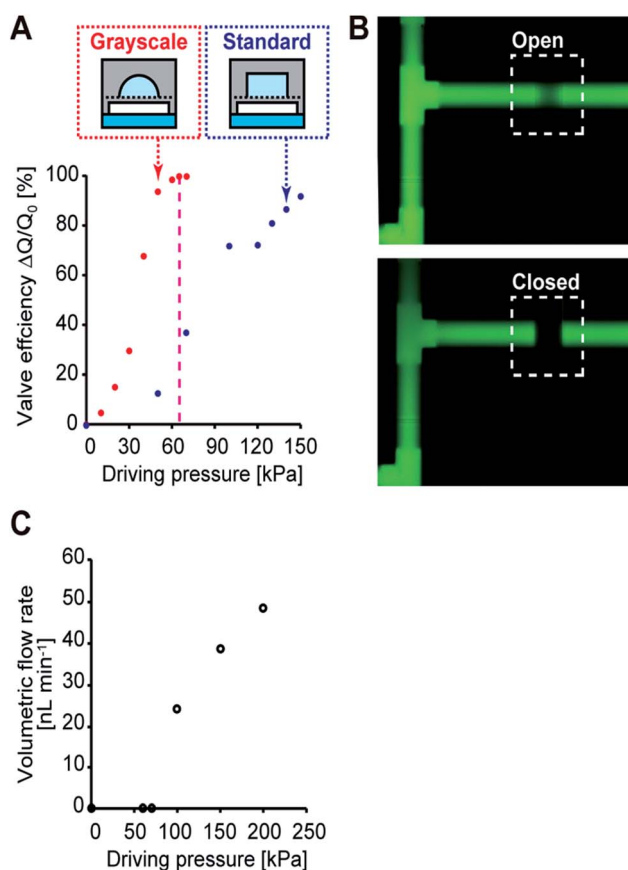 A
Grayscale
Standard
Valve effciency ΔQ/Q₀ [%]
100
80
60
40
20
0
0 30 60 90 120 150
Driving pressure [kPa]
B
Open
Closed
C
Volumetric flow rate
[nL min⁻¹]
60
50
40
30
20
10
0
0 50 100 150 200 250
Driving pressure [kPa]